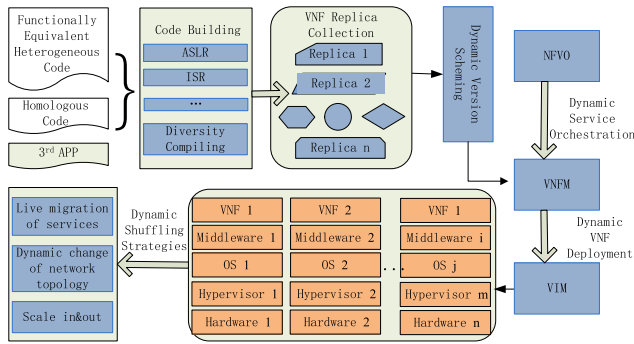 Functionally
Equivalent
Heterogeneous
Code
Homologous
Code
3rd APP
Code Building
ASLR
ISR
...
Diversity
Compiling
VNF Replica
Collection
Replica 1
Replica 2
Replica n
Dynamic Version
Scheming
NFVO
Dynamic
Service
Orchestration
VNFM
Dynamic
VNF
Deployment
VIM
Live migration
of services
Dynamic change
of network
topology
Scale in&out
Dynamic
Shuffling
Strategies
VNF 1
Middleware 1
OS 1
Hypervisor 1
Hardware 1
VNF 2
Middleware 2
OS 2
Hypervisor 2
Hardware 2
...
VNF 1
Middleware i
OS j
Hypervisor m
Hardware n